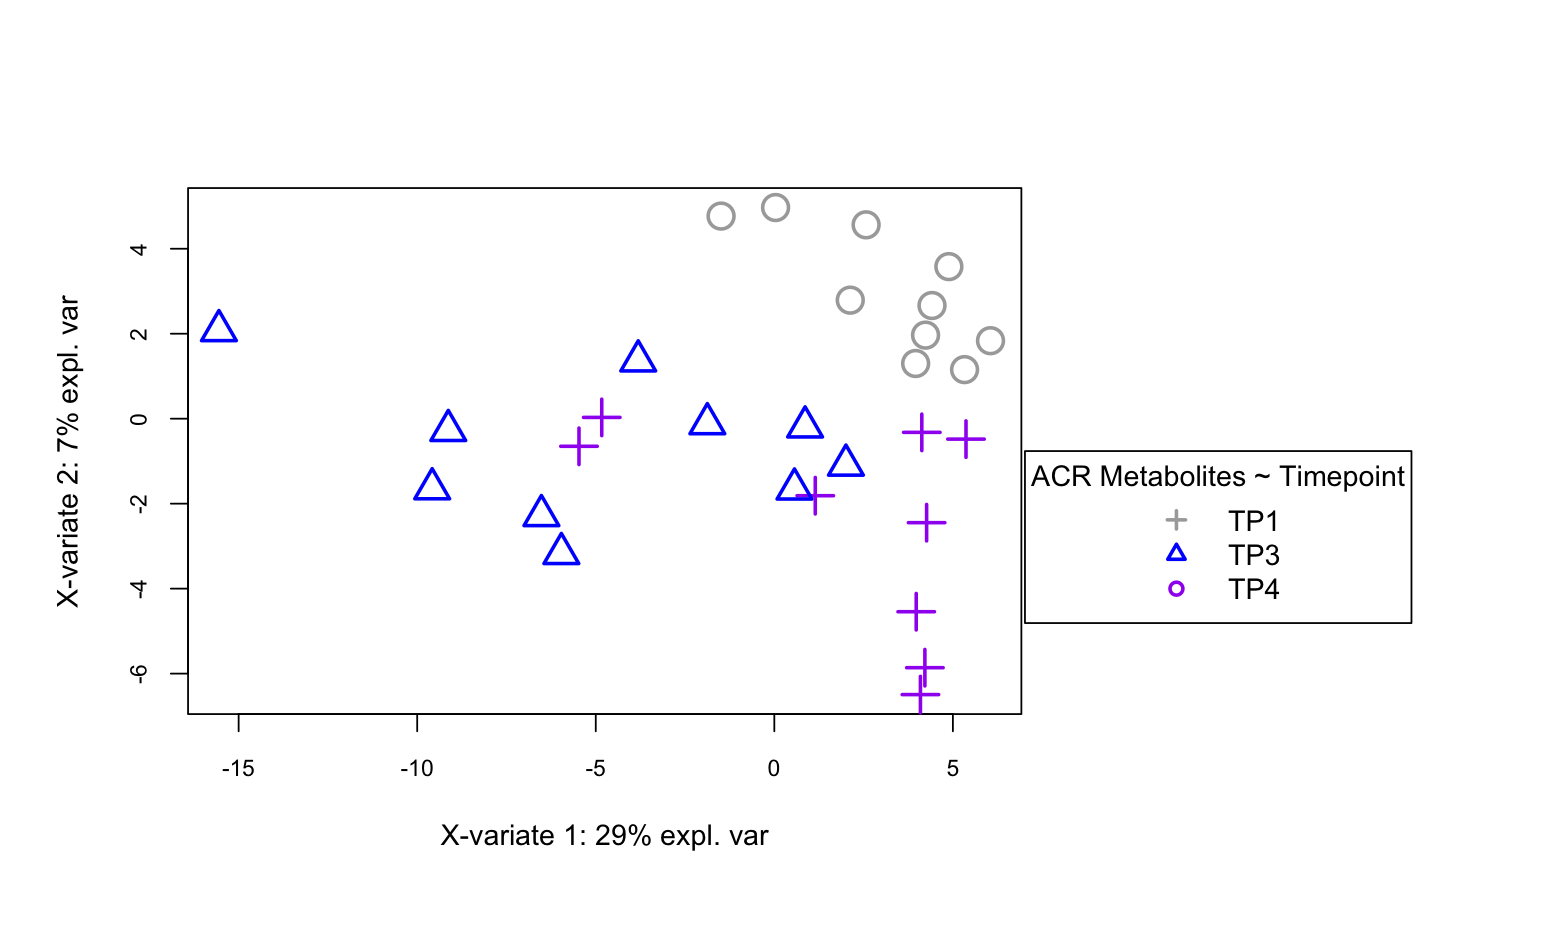 X-variate 2: 7% expl. var
4
2
0
-2
-4
-6
-15 -10 -5 0 5
X-variate 1: 29% expl. var
ACR Metabolites ~ Timepoint
TP1
TP3
TP4